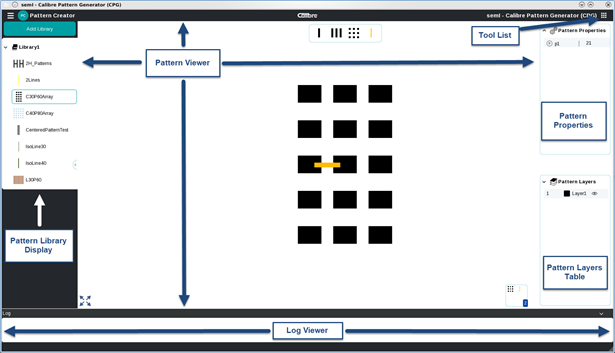 semi - Calibre Pattern Generator (CPG)
PC Pattern Creator
Calibre
semi - Calibre Pattern Generator (CPG)
Add Library
Library1
2H_Patterns
2Lines
C30P60Array
C40P80Array
CenteredPatternTest
IsoLine30
IsoLine40
L30P60
Pattern Library
Display
Pattern Viewer
Tool List
Pattern Properties
p1
21
Pattern
Properties
Pattern Layers
1
Layer1
Pattern Layers
Table
2
Log
Log Viewer